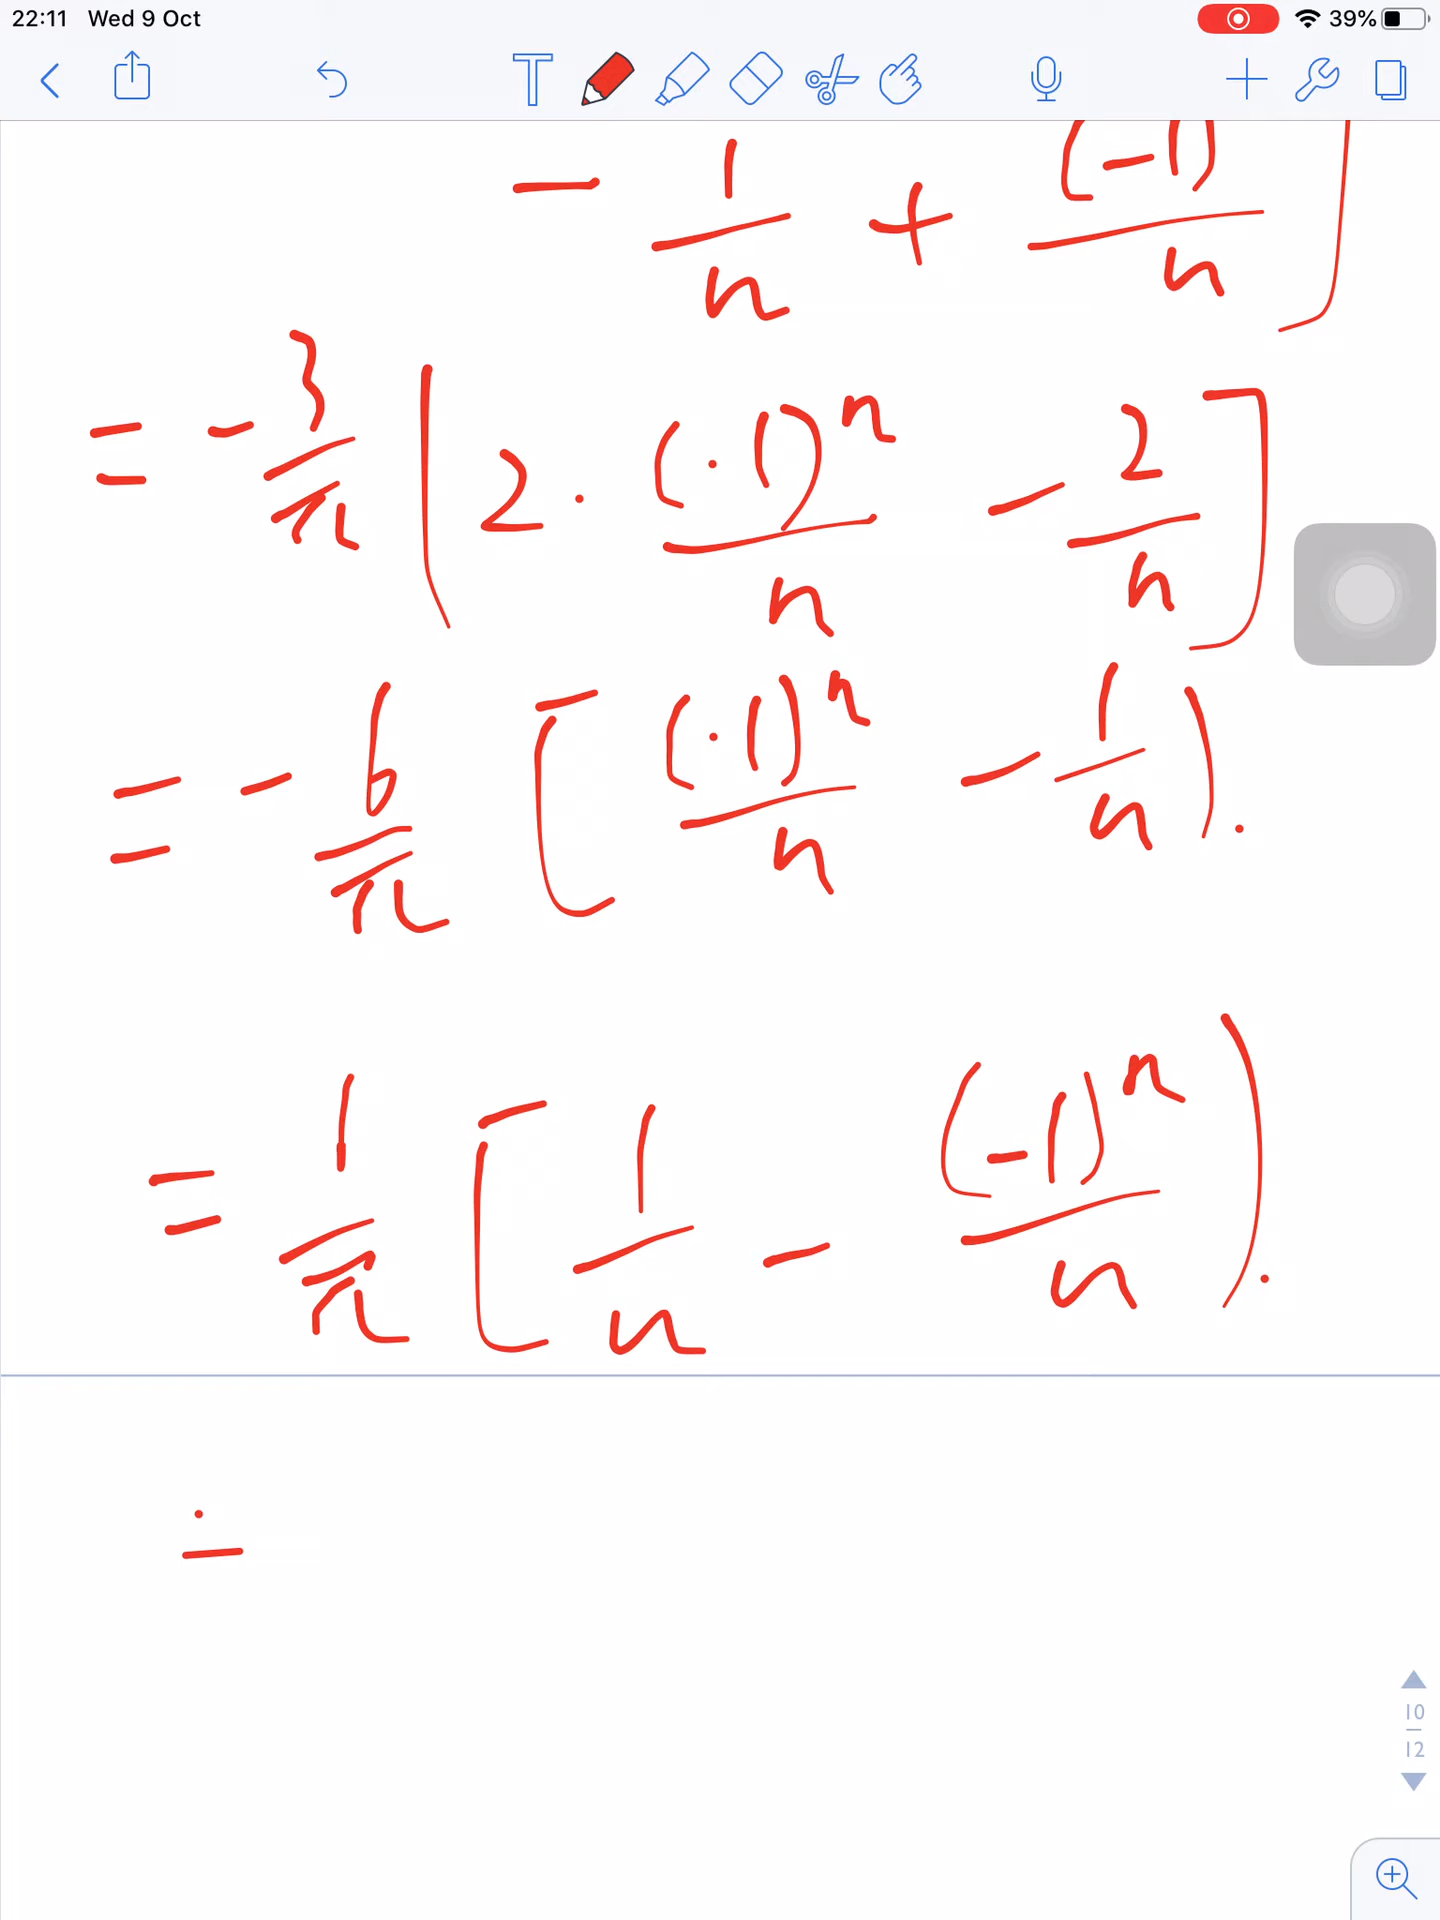 22:11 Wed 9 Oct 39%
T
- 1/n + (-1)/n ]
= - 3/π [ 2 · (-1)^n/n - 2/n ]
= - 6/π [ (-1)^n/n - 1/n ) .
= 1/π [ 1/n - (-1)^n/n ) .
10
12